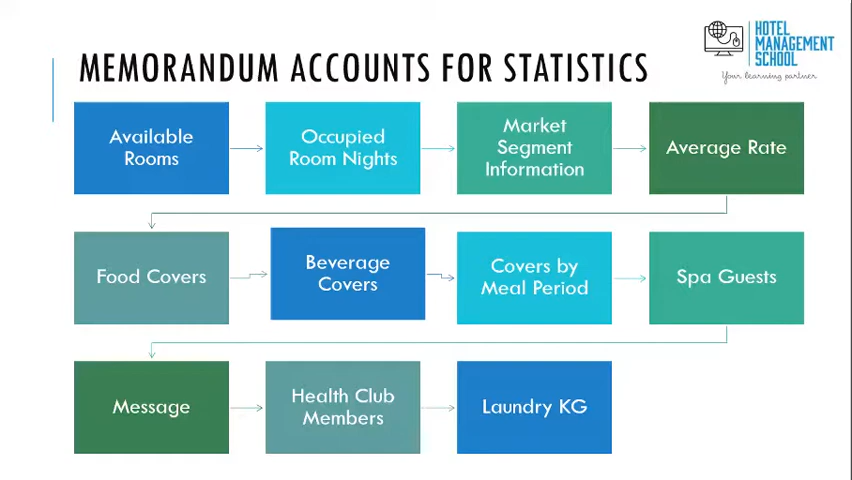 HOTEL
MANAGEMENT
SCHOOL
Your learning partner
MEMORANDUM ACCOUNTS FOR STATISTICS
Available
Rooms
Occupied
Room Nights
Market
Segment
Information
Average Rate
Food Covers
Beverage
Covers
Covers by
Meal Period
Spa Guests
Message
Health Club
Members
Laundry KG